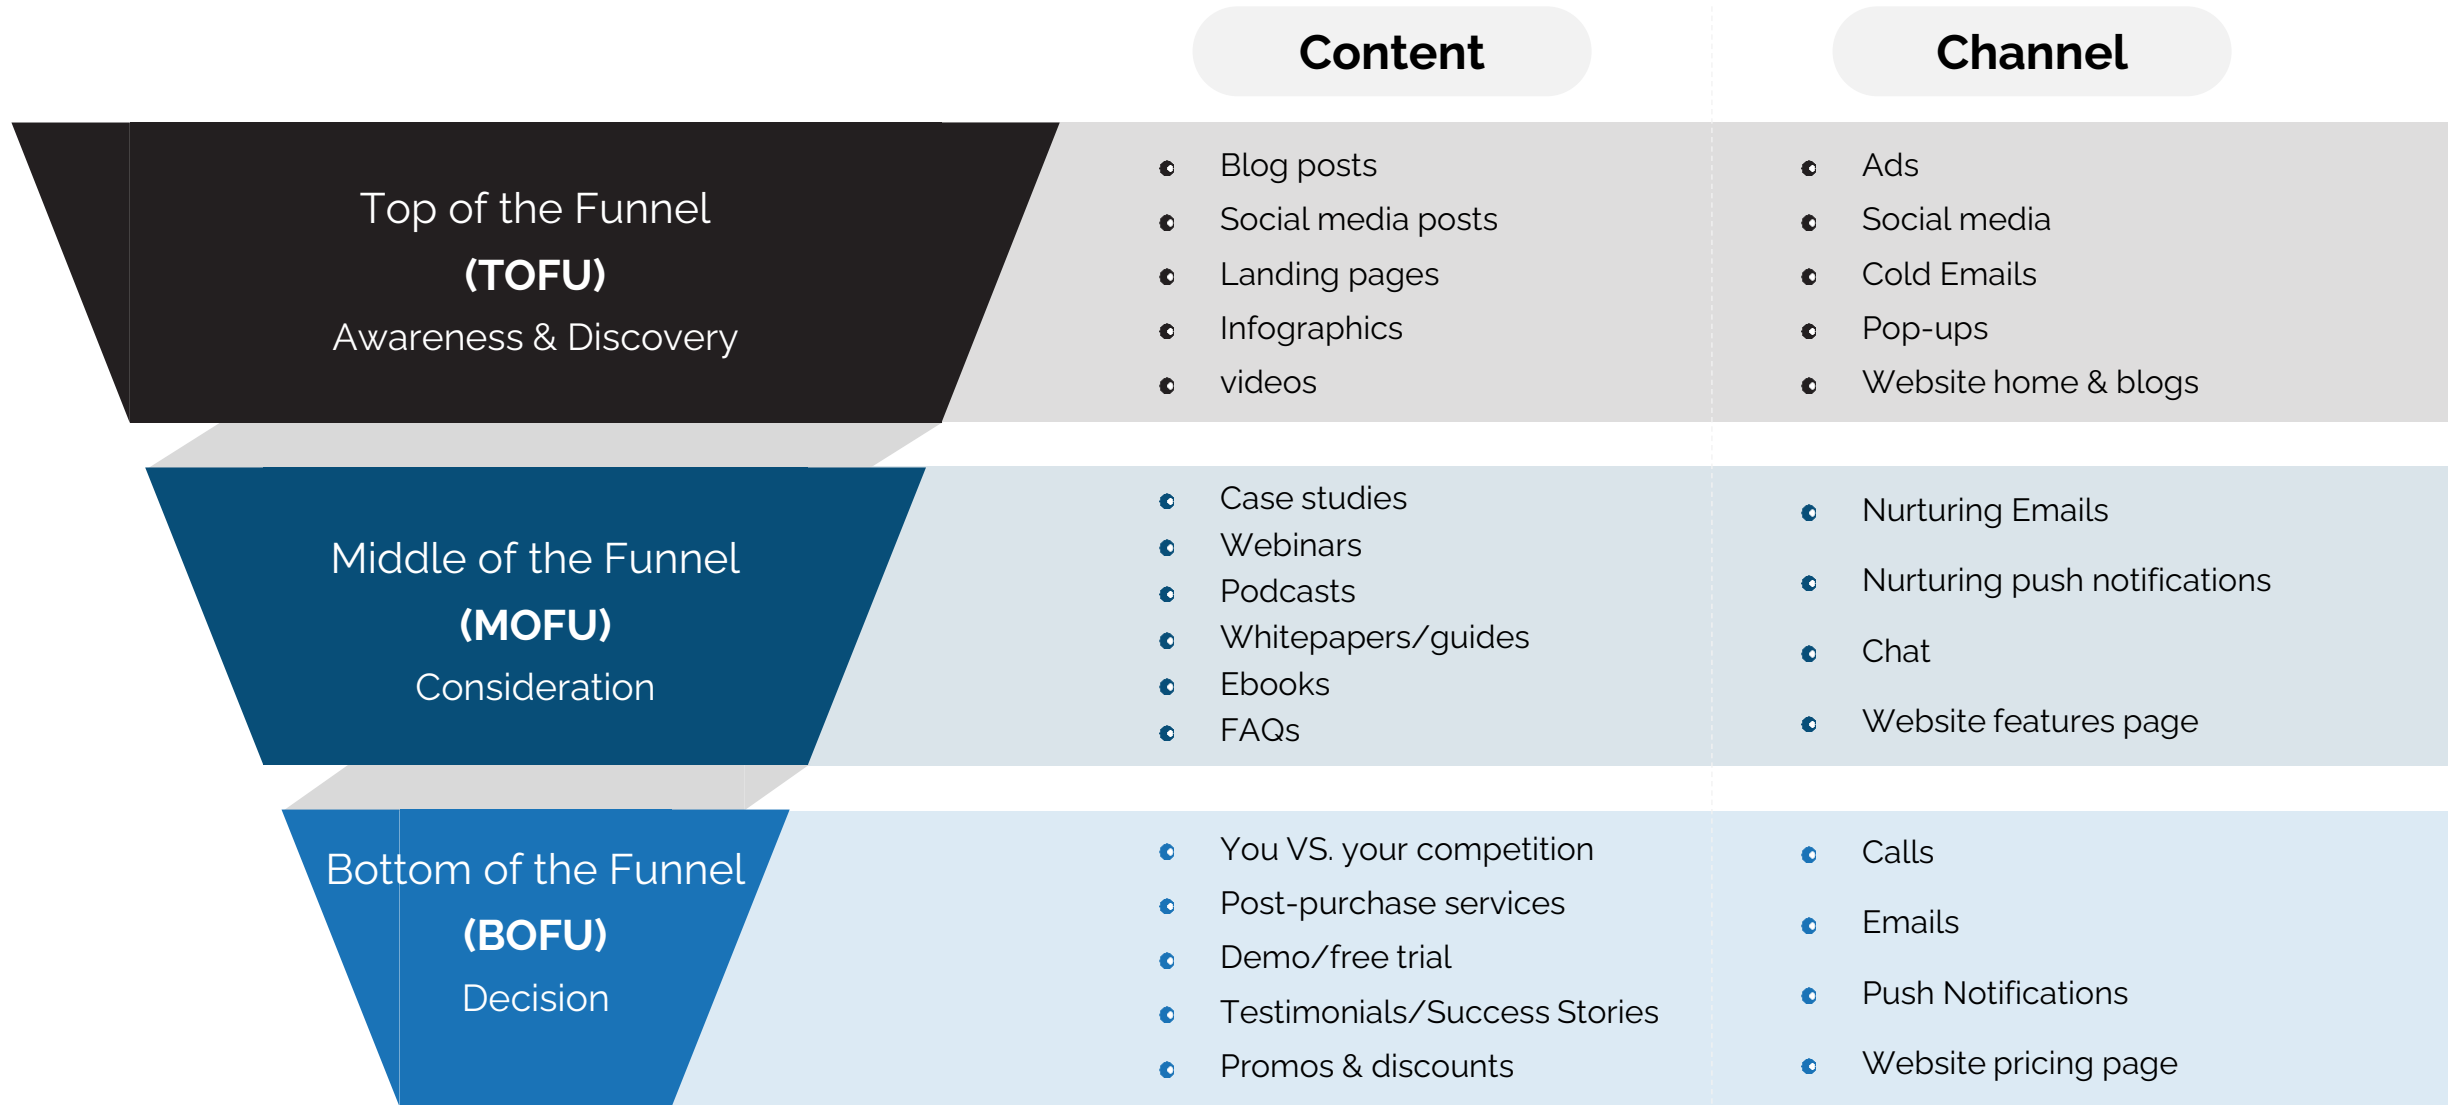 Content
Channel
Top of the Funnel
(TOFU)
Awareness & Discovery
Blog posts
Social media posts
Landing pages
Infographics
videos
Ads
Social media
Cold Emails
Pop-ups
Website home & blogs
Middle of the Funnel
(MOFU)
Consideration
Case studies
Webinars
Podcasts
Whitepapers/guides
Ebooks
FAQs
Nurturing Emails
Nurturing push notifications
Chat
Website features page
Bottom of the Funnel
(BOFU)
Decision
You VS. your competition
Post-purchase services
Demo/free trial
Testimonials/Success Stories
Promos & discounts
Calls
Emails
Push Notifications
Website pricing page